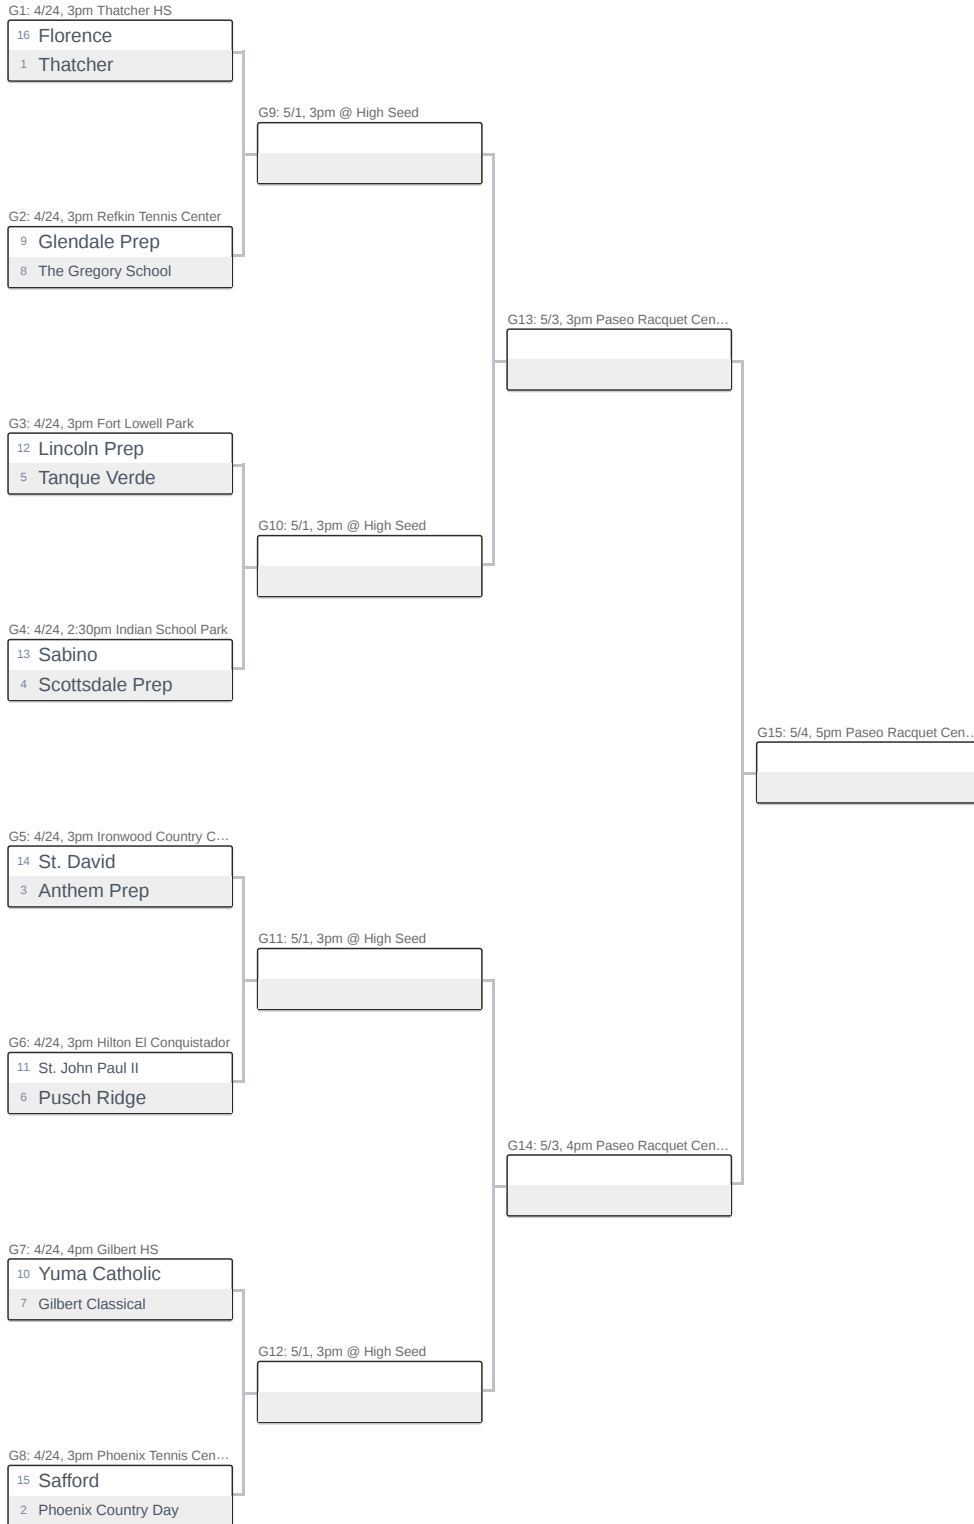 G1: 4/24, 3pm Thatcher HS
16 Florence
1 Thatcher
G9: 5/1, 3pm @ High Seed
G2: 4/24, 3pm Refkin Tennis Center
9 Glendale Prep
8 The Gregory School
G13: 5/3, 3pm Paseo Racquet Cen...
G3: 4/24, 3pm Fort Lowell Park
12 Lincoln Prep
5 Tanque Verde
G10: 5/1, 3pm @ High Seed
G4: 4/24, 2:30pm Indian School Park
13 Sabino
4 Scottsdale Prep
G15: 5/4, 5pm Paseo Racquet Cen...
G5: 4/24, 3pm Ironwood Country C...
14 St. David
3 Anthem Prep
G11: 5/1, 3pm @ High Seed
G6: 4/24, 3pm Hilton El Conquistador
11 St. John Paul II
6 Pusch Ridge
G14: 5/3, 4pm Paseo Racquet Cen...
G7: 4/24, 4pm Gilbert HS
10 Yuma Catholic
7 Gilbert Classical
G12: 5/1, 3pm @ High Seed
G8: 4/24, 3pm Phoenix Tennis Cen...
15 Safford
2 Phoenix Country Day